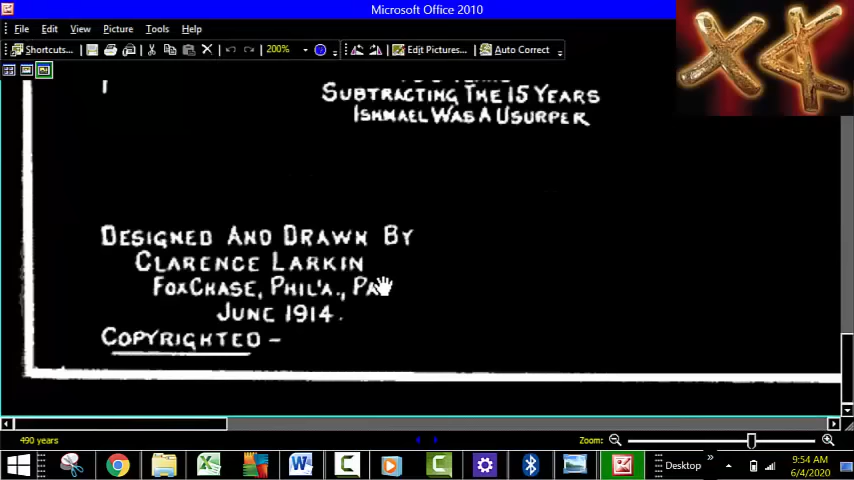 Microsoft Office 2010
File Edit View Picture Tools Help
Shortcuts... 200% Edit Pictures... Auto Correct
SUBTRACTING THE 15 YEARS
ISHMAEL WAS A USURPER
DESIGNED AND DRAWN BY
CLARENCE LARKIN
FOXCHASE, PHIL'A., PA
JUNE 1914.
COPYRIGHTED -
490 years Zoom:
Desktop 9:54 AM
6/4/2020